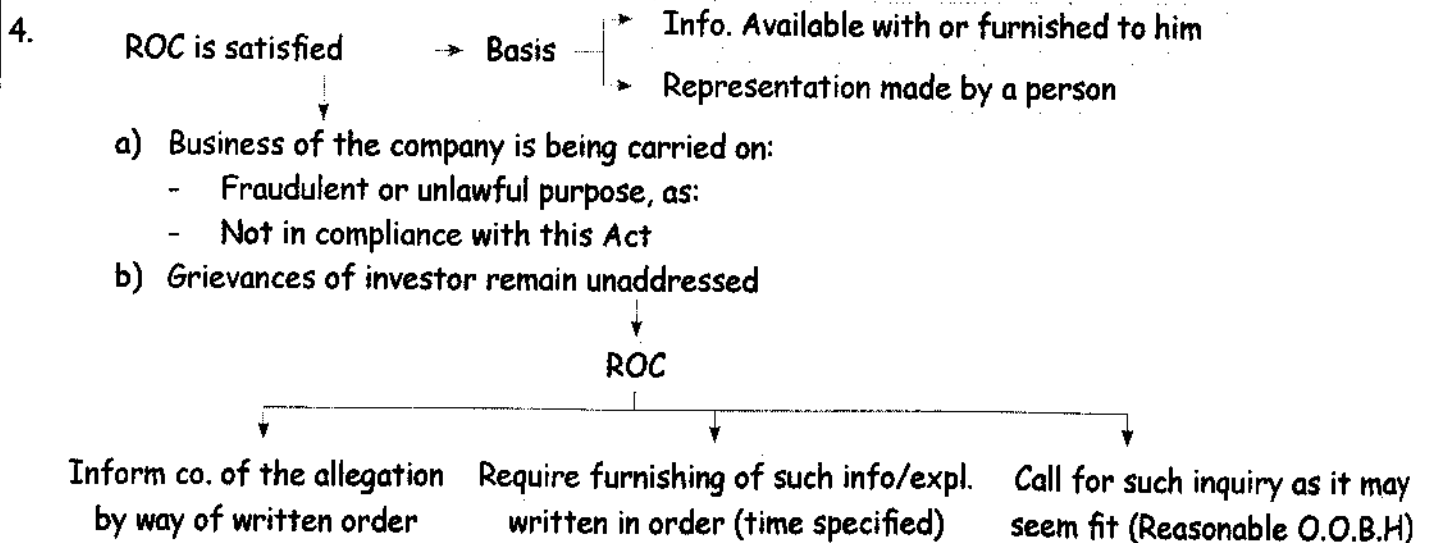 4.
ROC is satisfied Basis Info. Available with or furnished to him
Representation made by a person
a) Business of the company is being carried on:
- Fraudulent or unlawful purpose, as:
- Not in compliance with this Act
b) Grievances of investor remain unaddressed
ROC
Inform co. of the allegation Require furnishing of such info/expl. Call for such inquiry as it may
by way of written order written in order (time specified) seem fit (Reasonable O.O.B.H)